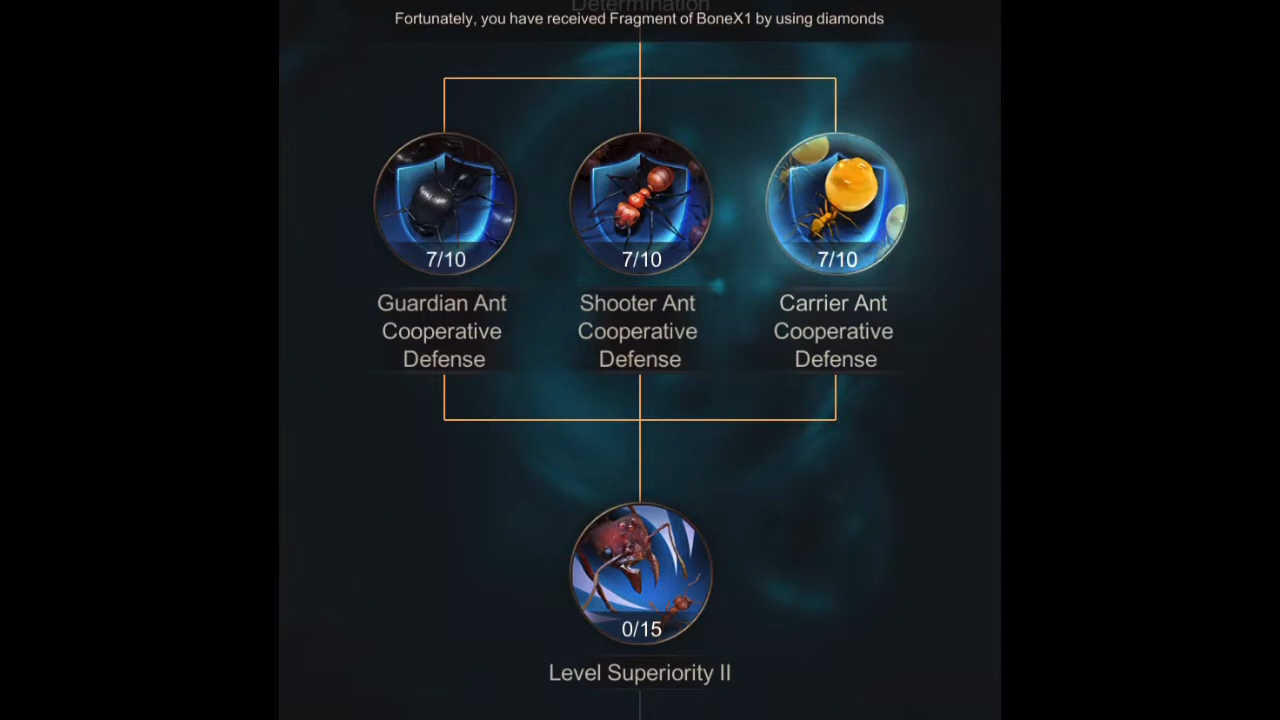 Determination
Fortunately, you have received Fragment of BoneX1 by using diamonds
7/10
7/10
7/10
Guardian Ant
Cooperative
Defense
Shooter Ant
Cooperative
Defense
Carrier Ant
Cooperative
Defense
0/15
Level Superiority II